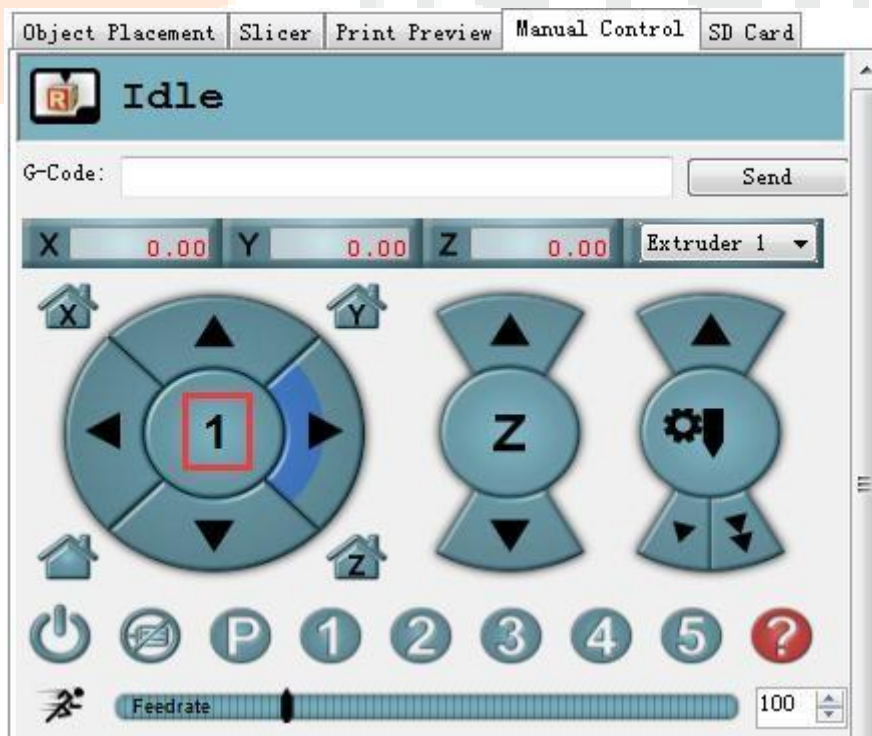 Object Placement Slicer Print Preview Manual Control SD Card
R Idle
G-Code: Send
X 0.00 Y 0.00 Z 0.00 Extruder 1
X Y
1 Z
Z
P 1 2 3 4 5 ?
Feedrate 100